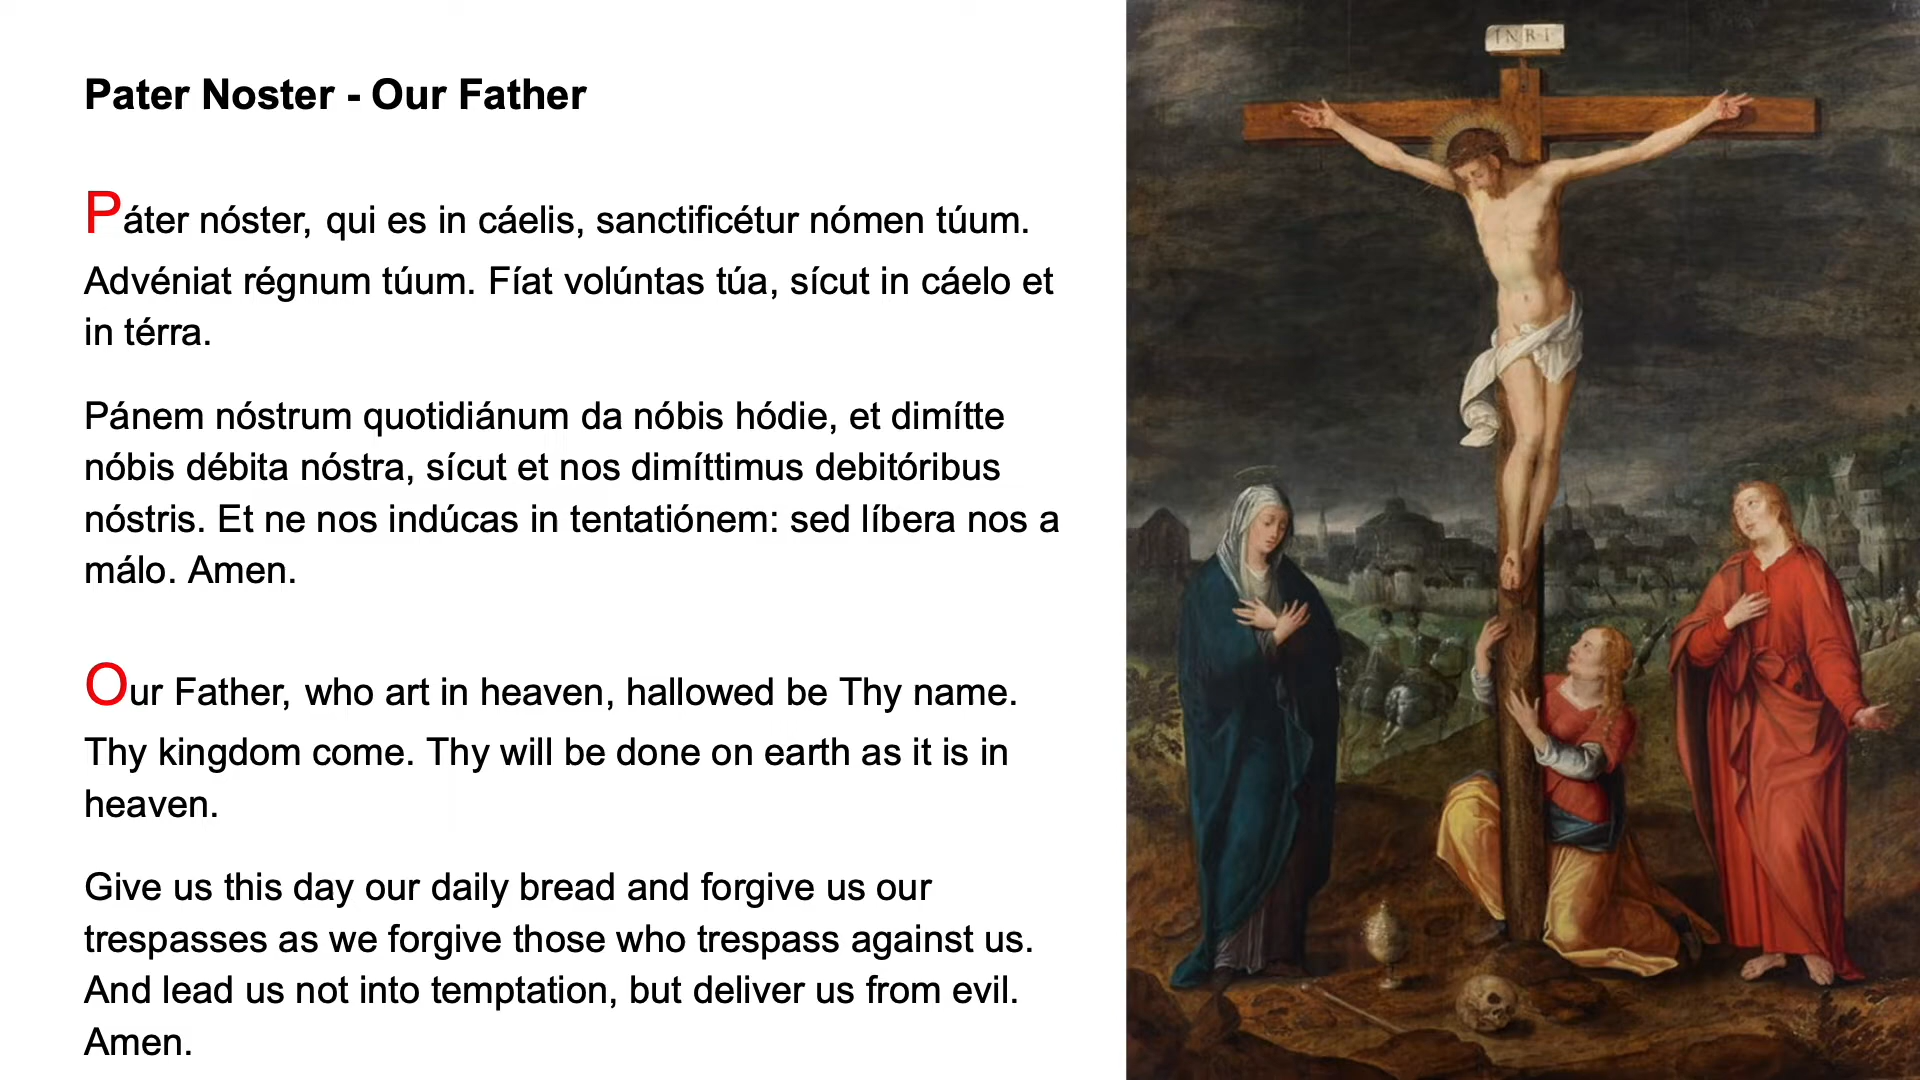 Pater Noster - Our Father
Páter nóster, qui es in cáelis, sanctificétur nómen túum.
Advéniat régnum túum. Fíat volúntas túa, sícut in cáelo et
in térra.
Pánem nóstrum quotidiánum da nóbis hódie, et dimítte
nóbis débita nóstra, sícut et nos dimíttimus debitóribus
nóstris. Et ne nos indúcas in tentatiónem: sed líbera nos a
málo. Amen.
Our Father, who art in heaven, hallowed be Thy name.
Thy kingdom come. Thy will be done on earth as it is in
heaven.
Give us this day our daily bread and forgive us our
trespasses as we forgive those who trespass against us.
And lead us not into temptation, but deliver us from evil.
Amen.
INRI